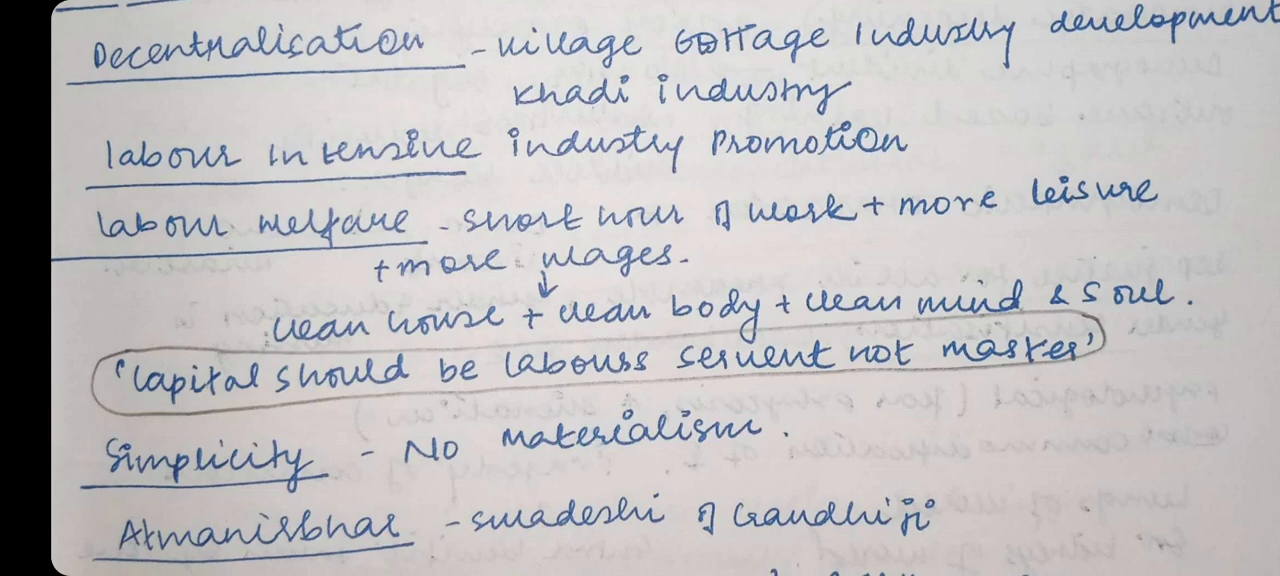 Decentralisation - village cottage industry development
khadi industry
labour intensive industry promotion
labour welfare - short hour of work + more leisure
+ more wages.
↓
clean house + clean body + clean mind & soul.
'Capital should be labours servent not master'
Simplicity - No materialism.
Atmanirbhar - swadeshi of Gandhi ji